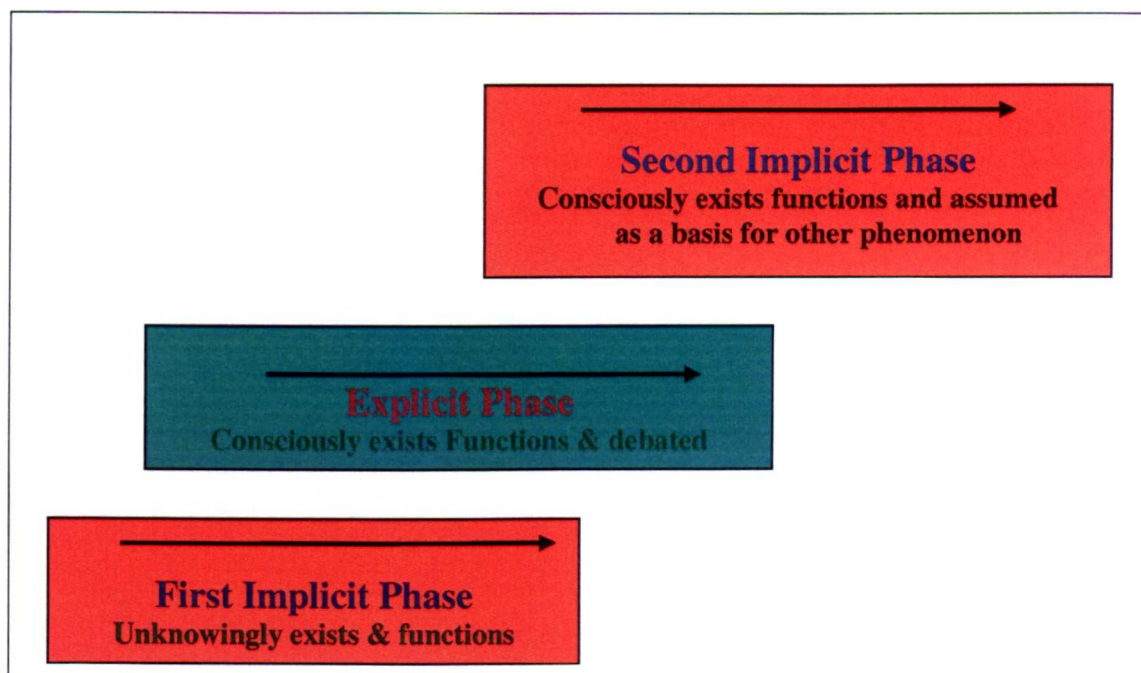 Second Implicit Phase
Consciously exists functions and assumed
as a basis for other phenomenon
Explicit Phase
Consciously exists Functions & debated
First Implicit Phase
Unknowingly exists & functions